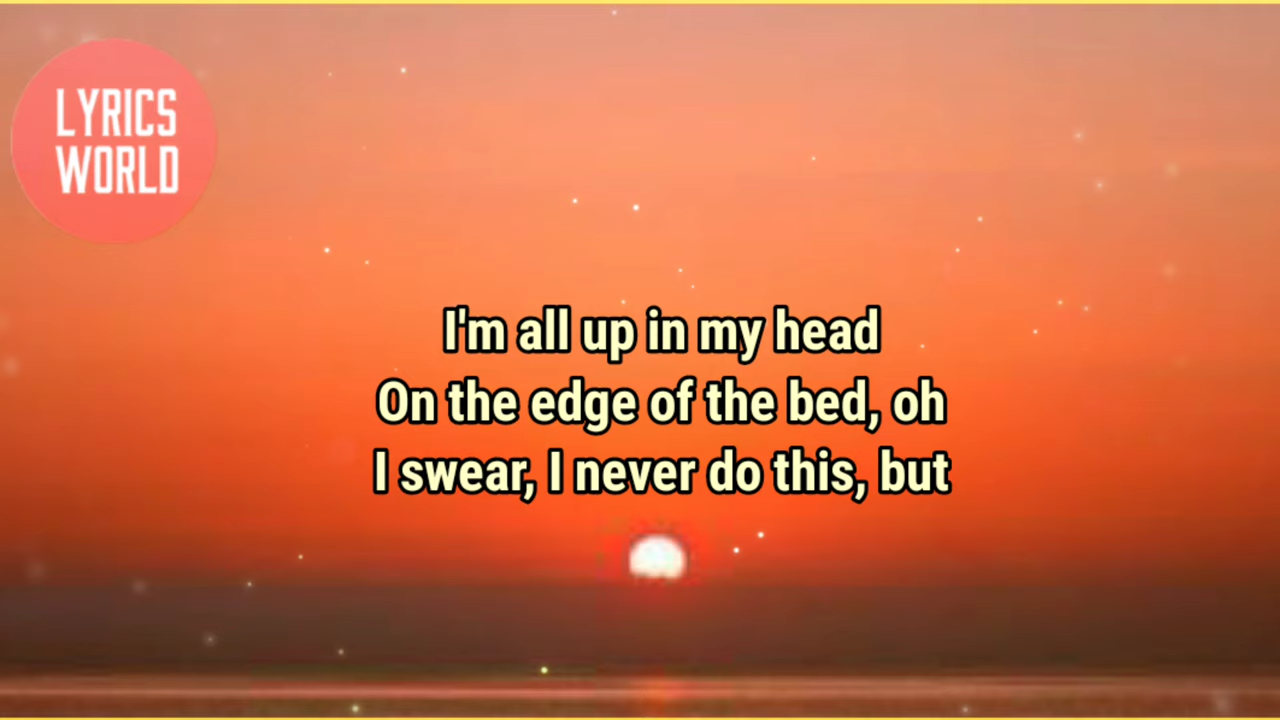 LYRICS
WORLD
I'm all up in my head
On the edge of the bed, oh
I swear, I never do this, but